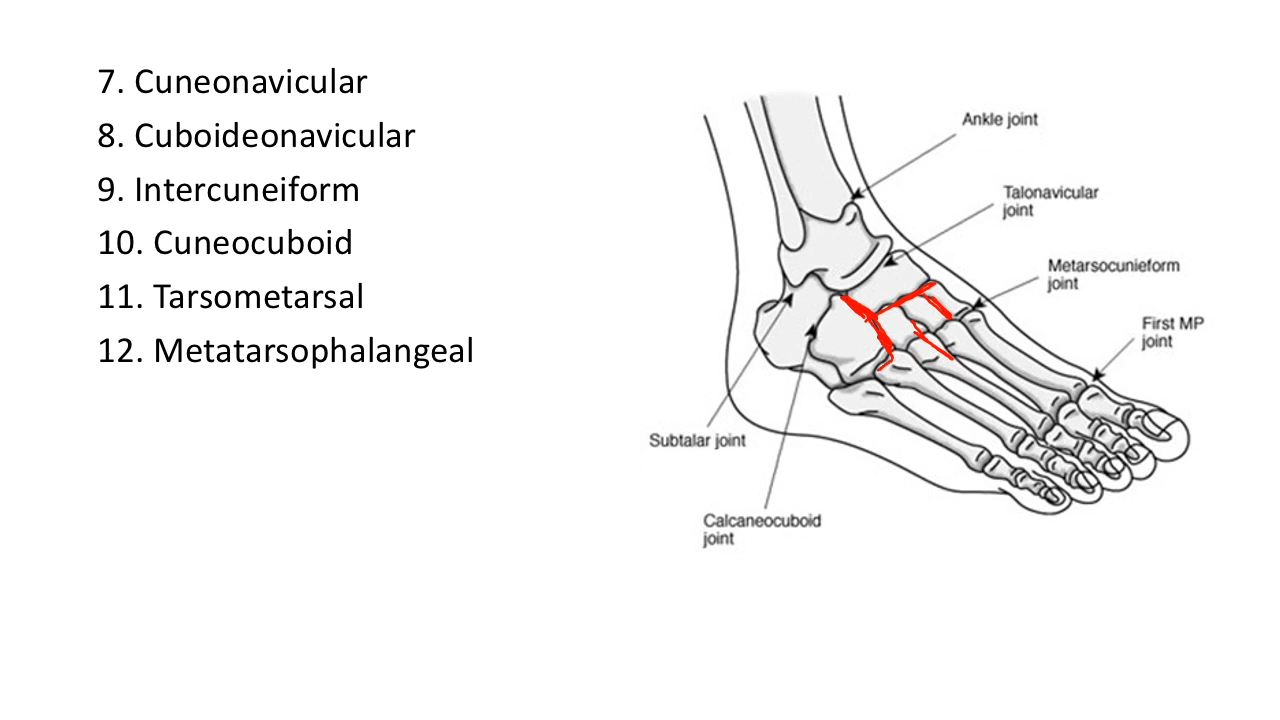 7. Cuneonavicular
8. Cuboideonavicular
9. Intercuneiform
10. Cuneocuboid
11. Tarsometarsal
12. Metatarsophalangeal
Ankle joint
Talonavicular
joint
Metarsocunieform
joint
First MP
joint
Subtalar joint
Calcaneocuboid
joint